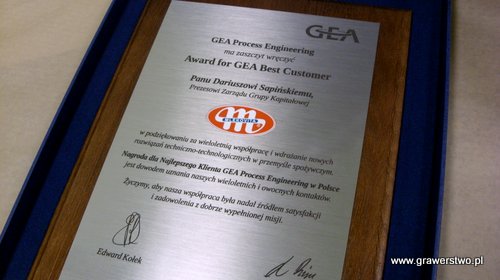 GEA
GEA Process Engineering
ma zaszczyt wręczyć
Award for GEA Best Customer
Panu Dariuszowi Sapińskiemu,
Prezesowi Zarządu Grupy Kapitałowej
m
MLEKOVITA
w podziękowaniu za wieloletnią współpracę i wdrażanie nowych
rozwiązań techniczno-technologicznych w przemyśle spożywczym.
Nagroda dla Najlepszego Klienta GEA Process Engineering w Polsce
jest dowodem uznania naszych wieloletnich i owocnych kontaktów.
Życzymy, aby nasza współpraca była nadal źródłem satysfakcji
i zadowolenia z dobrze wypełnionej misji.
Edward Kołek
www.grawerstwo.pl